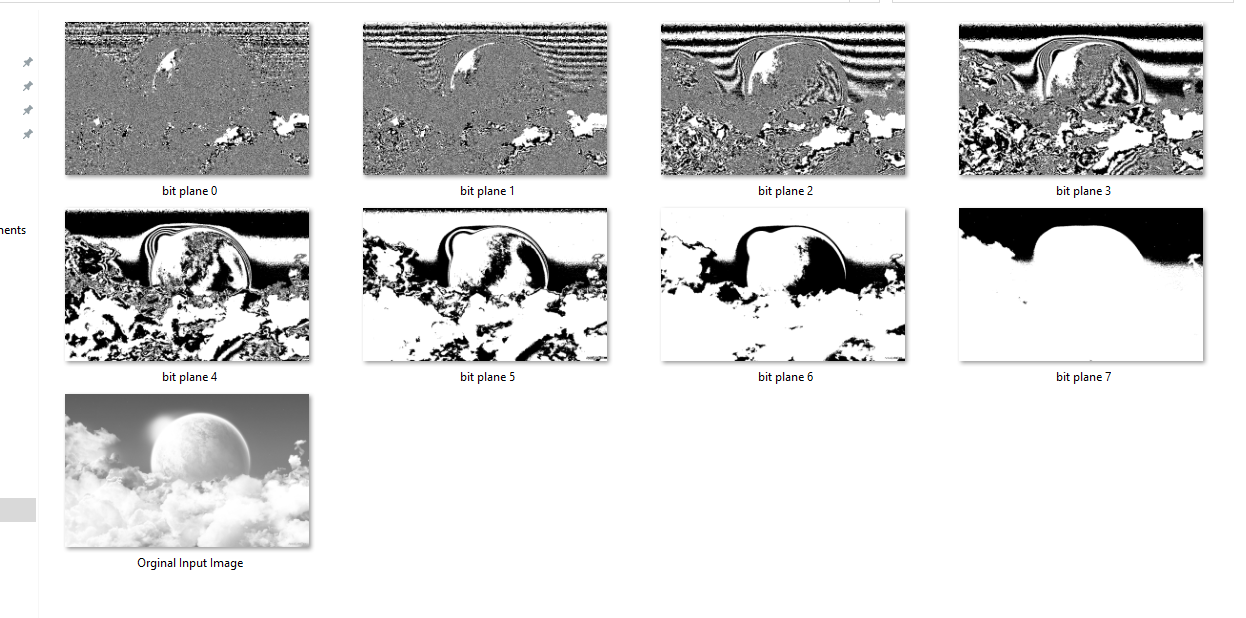 bit plane 0
bit plane 1
bit plane 2
bit plane 3
nents
bit plane 4
bit plane 5
bit plane 6
bit plane 7
Orginal Input Image